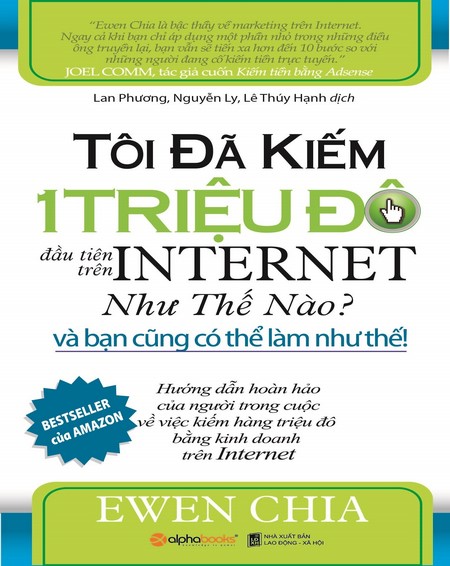 "Ewen Chia là bậc thầy về marketing trên Internet.
Ngay cả khi bạn chỉ áp dụng một phần nhỏ trong những điều
ông truyền lại, bạn vẫn sẽ tiến xa hơn đến 10 bước so với
những người đang cố kiếm tiền trực tuyến."
JOEL COMM, tác giả cuốn Kiếm tiền bằng Adsense
Lan Phương, Nguyễn Ly, Lê Thúy Hạnh dịch
TÔI ĐÃ KIẾM
1 TRIỆU ĐÔ
đầu tiên
trên INTERNET
Như Thế Nào?
và bạn cũng có thể làm như thế!
BESTSELLER
của AMAZON
Hướng dẫn hoàn hảo
của người trong cuộc
về việc kiếm hàng triệu đô
bằng kinh doanh
trên Internet
EWEN CHIA
alphabooks
NHÀ XUẤT BẢN
LAO ĐỘNG - XÃ HỘI